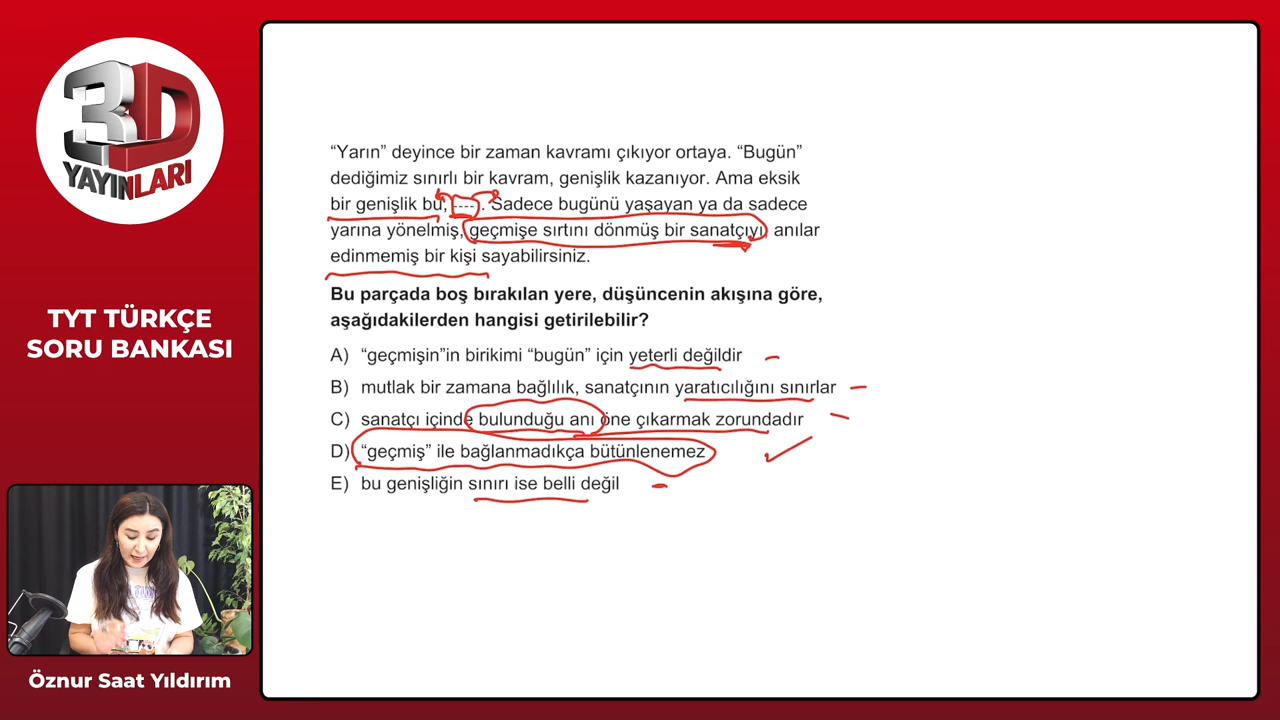 3D
YAYINLARI
TYT TÜRKÇE
SORU BANKASI
Öznur Saat Yıldırım
“Yarın” deyince bir zaman kavramı çıkıyor ortaya. “Bugün”
dediğimiz sınırlı bir kavram, genişlik kazanıyor. Ama eksik
bir genişlik bu, ----. Sadece bugünü yaşayan ya da sadece
yarına yönelmiş, geçmişe sırtını dönmüş bir sanatçıyı anılar
edinmemiş bir kişi sayabilirsiniz.
Bu parçada boş bırakılan yere, düşüncenin akışına göre,
aşağıdakilerden hangisi getirilebilir?
A) “geçmişin”in birikimi “bugün” için yeterli değildir
B) mutlak bir zamana bağlılık, sanatçının yaratıcılığını sınırlar
C) sanatçı içinde bulunduğu anı öne çıkarmak zorundadır
D) “geçmiş” ile bağlanmadıkça bütünlenemez
E) bu genişliğin sınırı ise belli değil